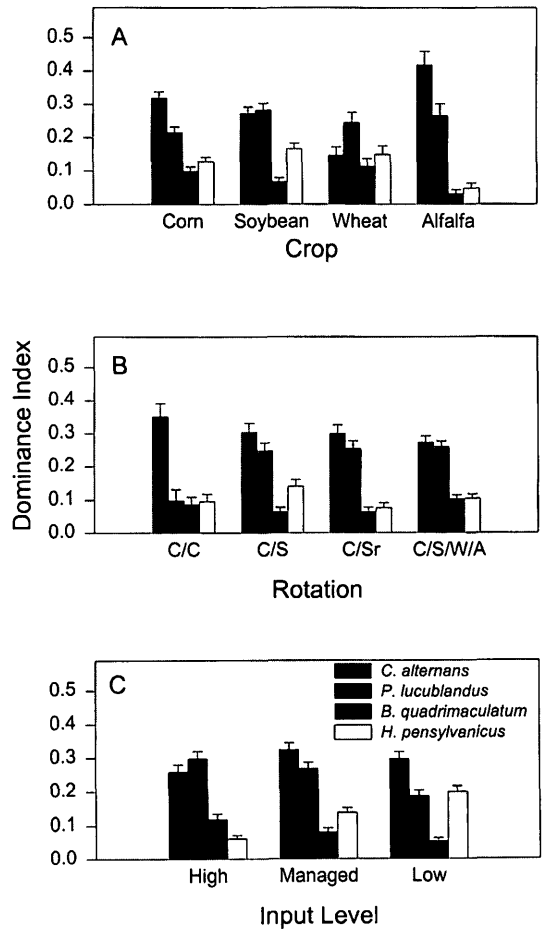 A
0.5
0.4
0.3
0.2
0.1
0.0
Corn Soybean Wheat Alfalfa
Crop
Dominance Index
B
0.5
0.4
0.3
0.2
0.1
0.0
C/C C/S C/Sr C/S/W/A
Rotation
C
C. alternans
P. lucublandus
B. quadrimaculatum
H. pensylvanicus
0.5
0.4
0.3
0.2
0.1
0.0
High Managed Low
Input Level